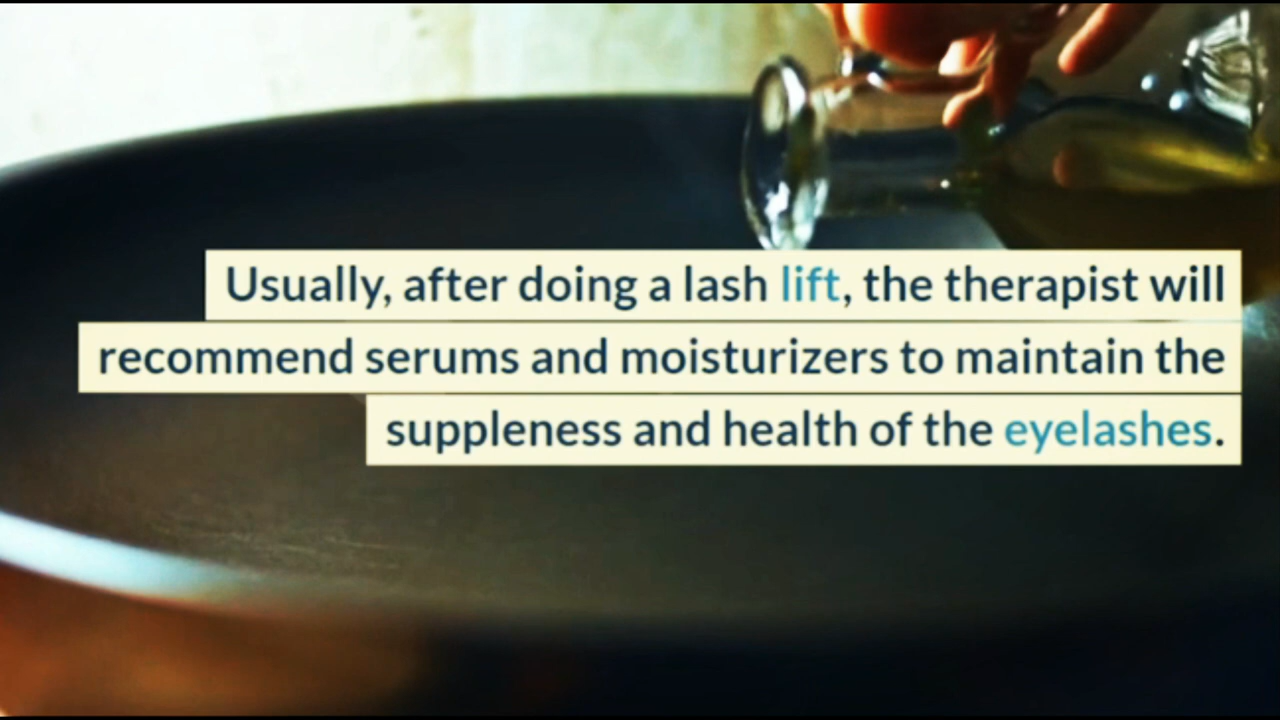 Usually, after doing a lash lift, the therapist will
recommend serums and moisturizers to maintain the
suppleness and health of the eyelashes.